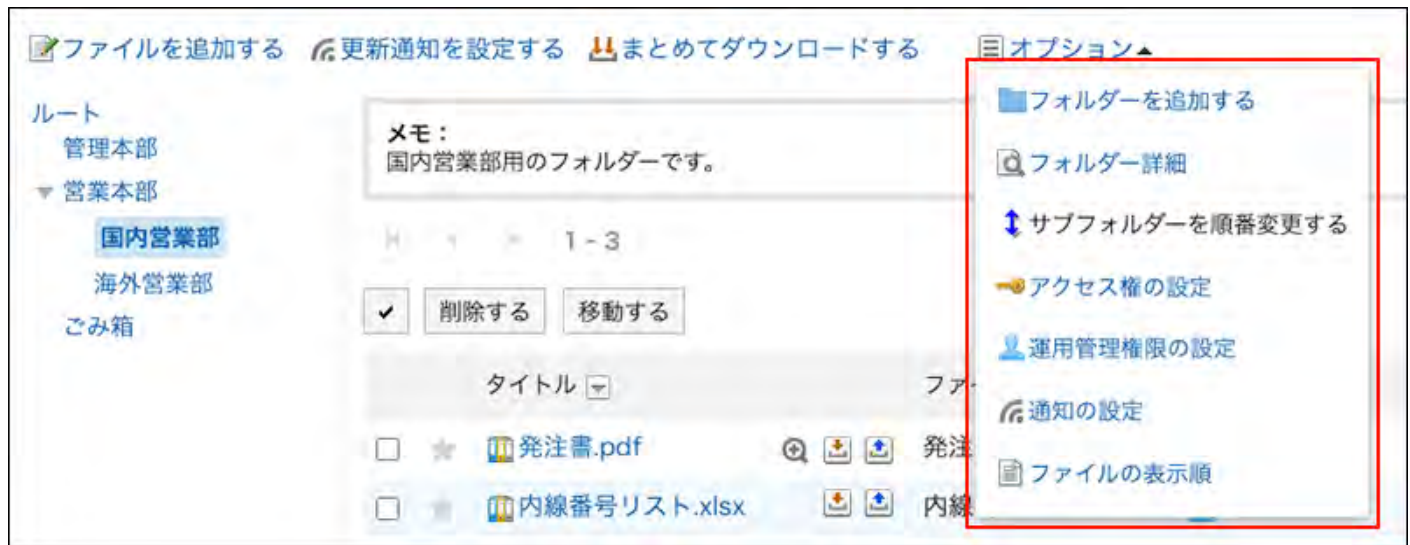 ファイルを追加する 更新通知を設定する まとめてダウンロードする オプション▲
ルート
管理本部
営業本部
国内営業部
海外営業部
ごみ箱
メモ：
国内営業部用のフォルダーです。
1 - 3
削除する 移動する
タイトル ファ
発注書.pdf 発注
内線番号リスト.xlsx 内線
フォルダーを追加する
フォルダー詳細
サブフォルダーを順番変更する
アクセス権の設定
運用管理権限の設定
通知の設定
ファイルの表示順